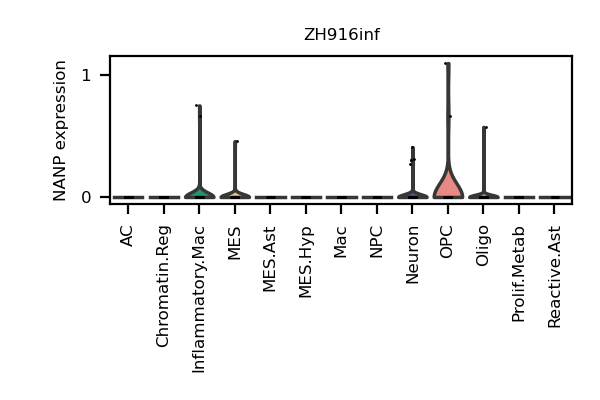 ZH916inf
NANP expression
1
0
AC
Chromatin.Reg
Inflammatory.Mac
MES
MES.Ast
MES.Hyp
Mac
NPC
Neuron
OPC
Oligo
Prolif.Metab
Reactive.Ast